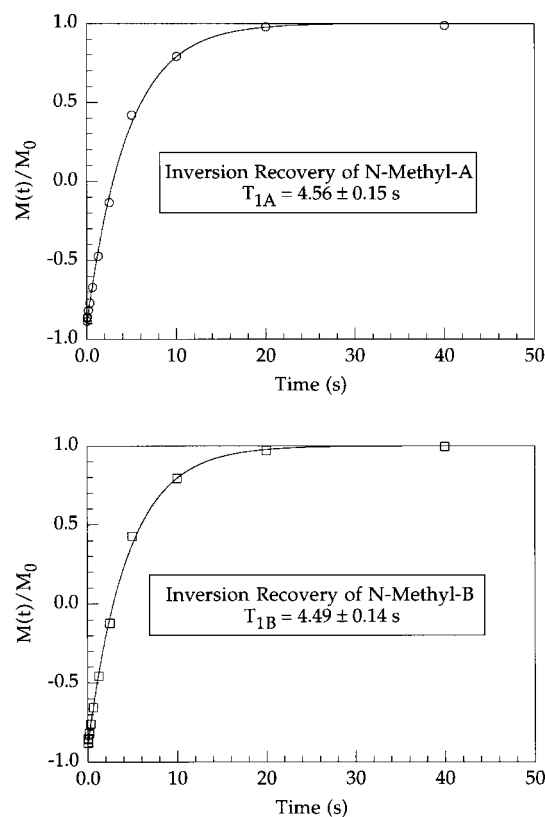 1.0
0.5
0.0
-0.5
-1.0
M(t)/M0
Inversion Recovery of N-Methyl-A
T1A = 4.56 ± 0.15 s
0.0 10 20 30 40 50
Time (s)
1.0
0.5
0.0
-0.5
-1.0
M(t)/M0
Inversion Recovery of N-Methyl-B
T1B = 4.49 ± 0.14 s
0.0 10 20 30 40 50
Time (s)